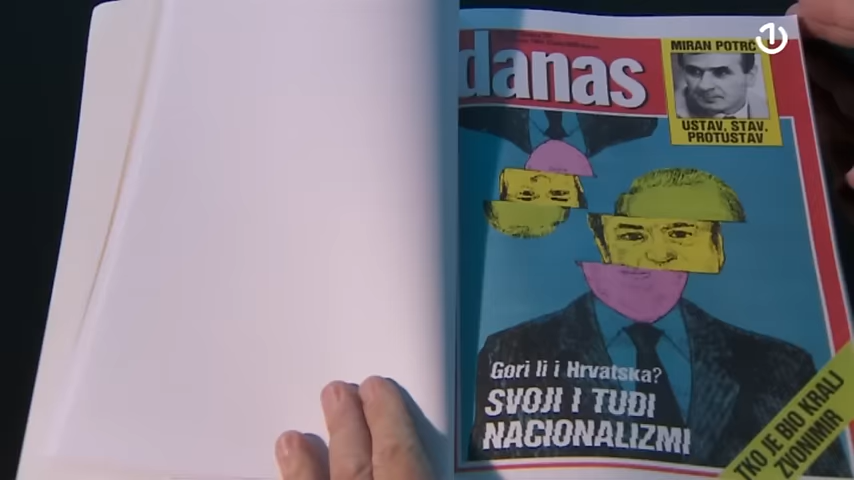 danas
MIRAN POTRČ
USTAV, STAV,
PROTUSTAV
Gori li i Hrvatska?
SVOJI I TUĐI
NACIONALIZMI
TKO JE BIO KRALJ
ZVONIMIR